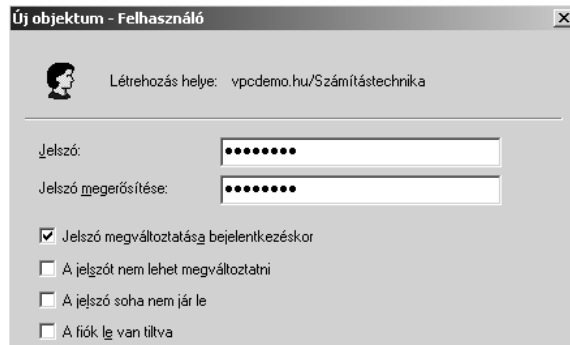 Új objektum - Felhasználó
Létrehozás helye: vpcdemo.hu/Számítástechnika
Jelszó: ●●●●●●●●
Jelszó megerősítése: ●●●●●●●●
Jelszó megváltoztatása bejelentkezéskor
A jelszót nem lehet megváltoztatni
A jelszó soha nem jár le
A fiók le van tiltva